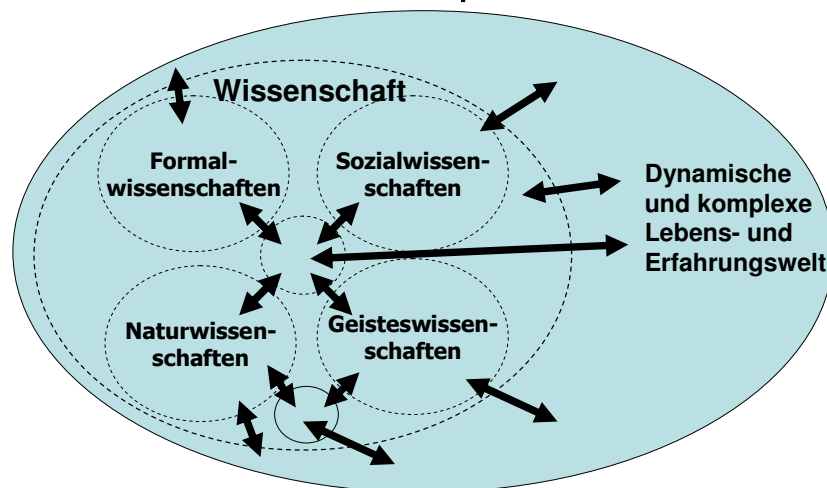 Wissenschaft
Formal-
wissenschaften
Sozialwissen-
schaften
Dynamische
und komplexe
Lebens- und
Erfahrungswelt
Naturwissen-
schaften
Geisteswissen-
schaften